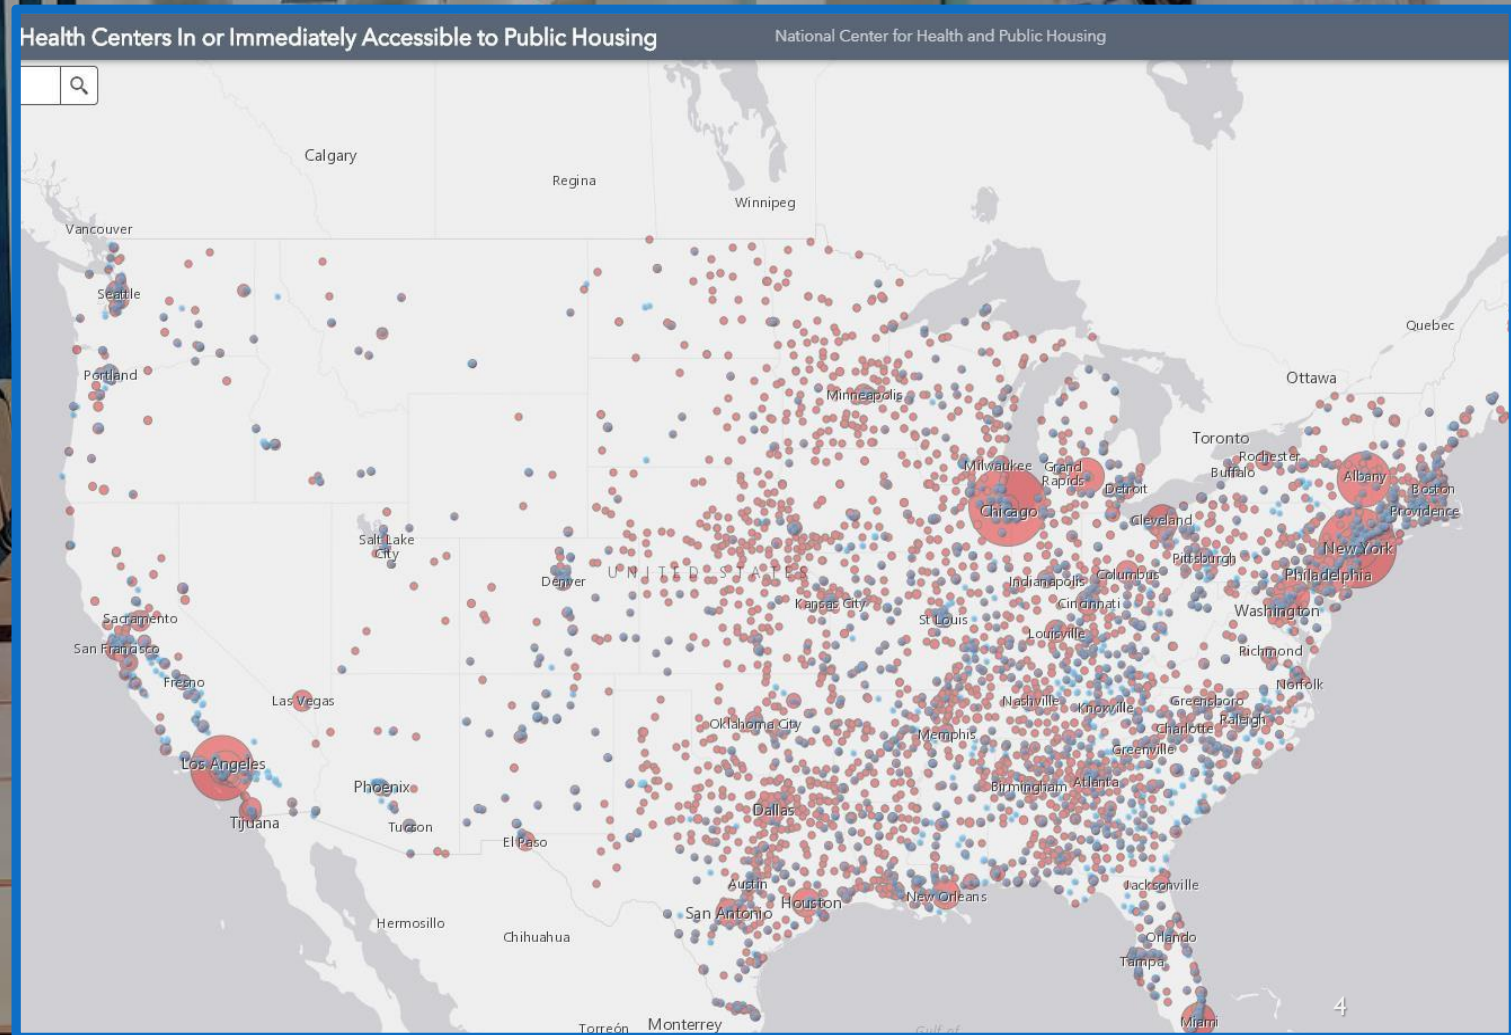 Health Centers In or Immediately Accessible to Public Housing
National Center for Health and Public Housing
Calgary
Regina
Winnipeg
Vancouver
Seattle
Quebec
Portland
Ottawa
Minneapolis
Toronto
Rochester
Buffalo
Milwaukee
Grand
Rapids
Detroit
Albany
Boston
Providence
Chicago
Cleveland
Salt Lake
City
New York
Pittsburgh
Denver
UNITED STATES
Indianapolis
Columbus
Philadelphia
Kansas City
Cincinnati
Washington
Sacramento
St Louis
Louisville
San Francisco
Richmond
Fresno
Norfolk
Las Vegas
Nashville
Knoxville
Greensboro
Oklahoma City
Memphis
Charlotte
Raleigh
Greenville
Los Angeles
Phoenix
Birmingham
Atlanta
Dallas
Tijuana
Tucson
El Paso
Austin
Jacksonville
New Orleans
San Antonio
Houston
Hermosillo
Chihuahua
Orlando
Tampa
4
Miami
Torreón
Monterrey
Gulf of